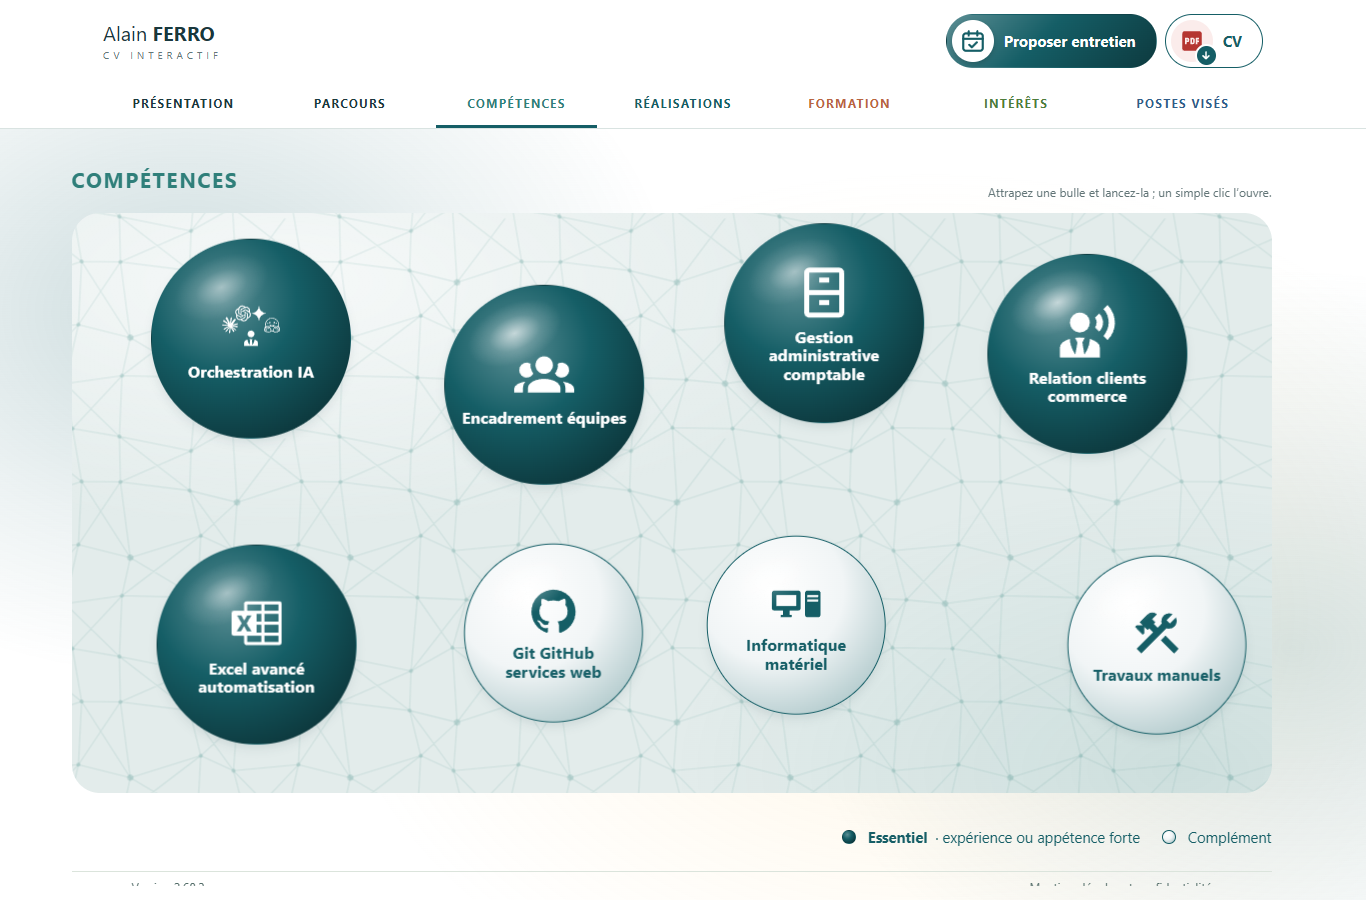 Alain FERRO
CV INTERACTIF
Proposer entretien
PDF
CV
PRÉSENTATION
PARCOURS
COMPÉTENCES
RÉALISATIONS
FORMATION
INTÉRÊTS
POSTES VISÉS
COMPÉTENCES
Attrapez une bulle et lancez-la ; un simple clic l'ouvre.
Orchestration IA
Encadrement équipes
Gestion
administrative
comptable
Relation clients
commerce
Excel avancé
automatisation
Git GitHub
services web
Informatique
matériel
Travaux manuels
Essentiel · expérience ou appétence forte
Complément